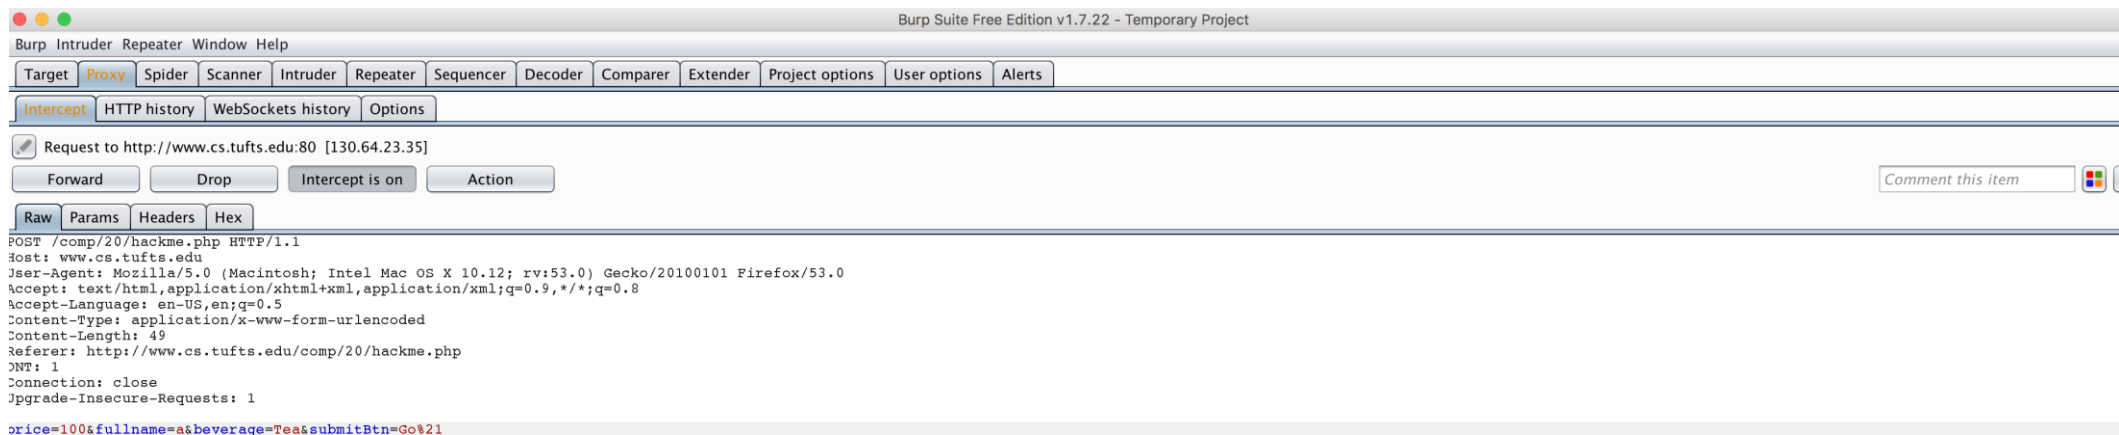 Burp Suite Free Edition v1.7.22 - Temporary Project
Burp Intruder Repeater Window Help
Target Proxy Spider Scanner Intruder Repeater Sequencer Decoder Comparer Extender Project options User options Alerts
Intercept HTTP history WebSockets history Options
Request to http://www.cs.tufts.edu:80 [130.64.23.35]
Forward Drop Intercept is on Action Comment this item
Raw Params Headers Hex
POST /comp/20/hackme.php HTTP/1.1
Host: www.cs.tufts.edu
User-Agent: Mozilla/5.0 (Macintosh; Intel Mac OS X 10.12; rv:53.0) Gecko/20100101 Firefox/53.0
Accept: text/html,application/xhtml+xml,application/xml;q=0.9,*/*;q=0.8
Accept-Language: en-US,en;q=0.5
Content-Type: application/x-www-form-urlencoded
Content-Length: 49
Referer: http://www.cs.tufts.edu/comp/20/hackme.php
DNT: 1
Connection: close
Upgrade-Insecure-Requests: 1
price=100&fullname=a&beverage=Tea&submitBtn=Go%21